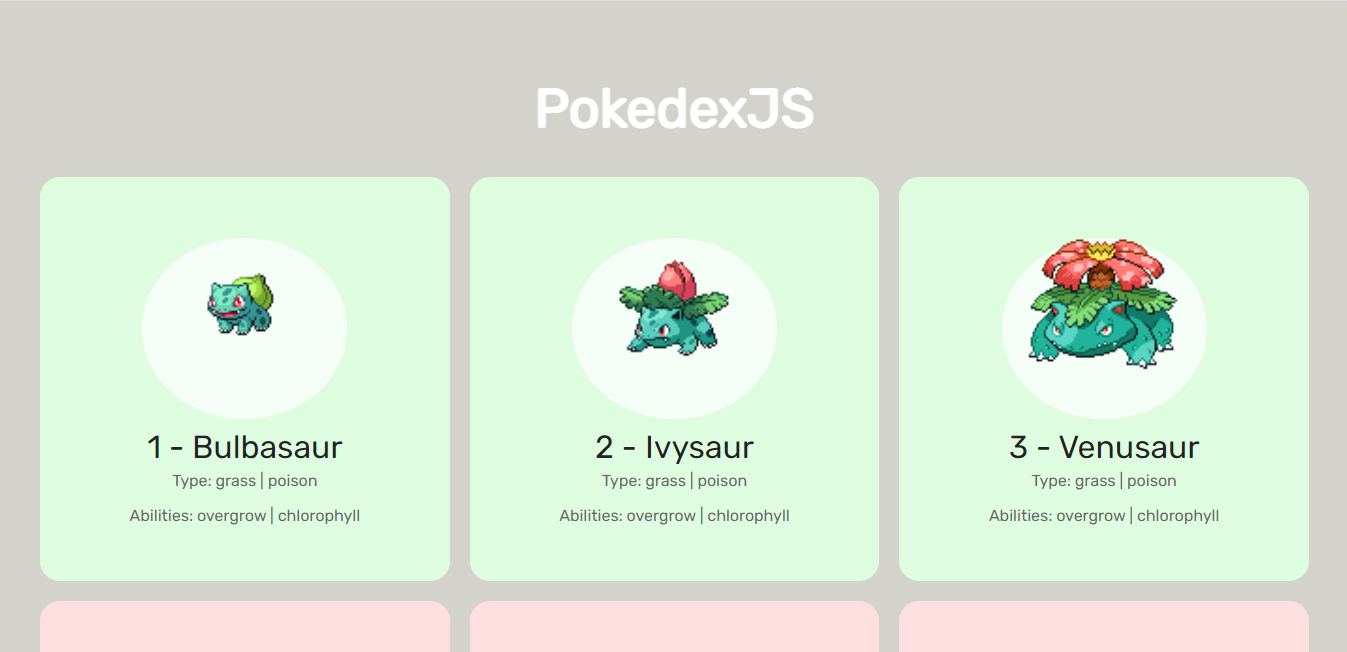 PokedexJS
1 - Bulbasaur
Type: grass | poison
Abilities: overgrow | chlorophyll
2 - Ivysaur
Type: grass | poison
Abilities: overgrow | chlorophyll
3 - Venusaur
Type: grass | poison
Abilities: overgrow | chlorophyll